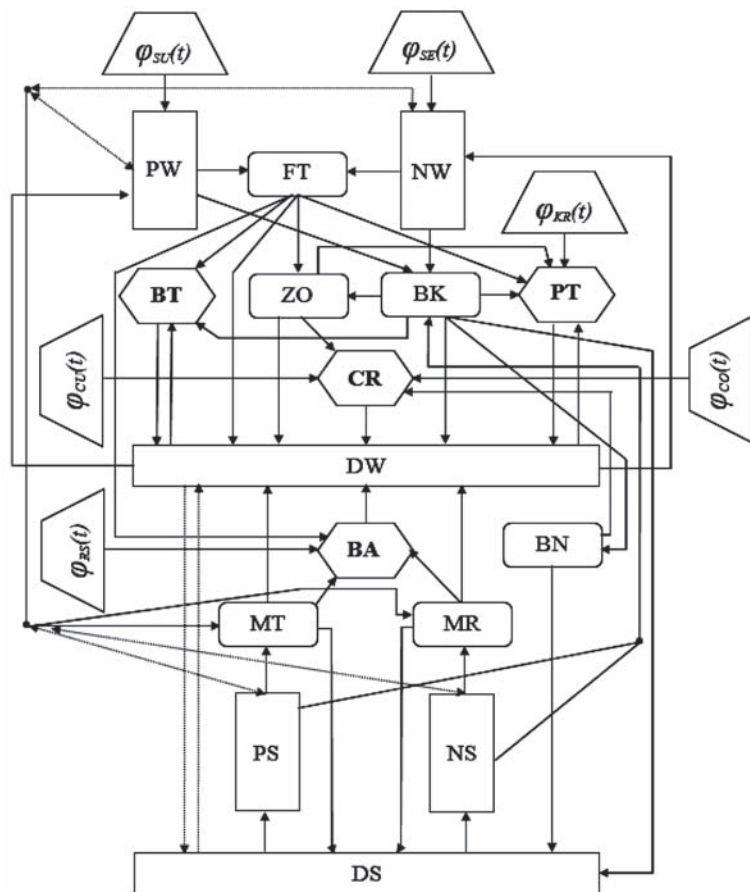 φSU(t)
φSE(t)
PW
FT
NW
φKR(t)
BT
ZO
BK
PT
φCU(t)
CR
φCO(t)
DW
φRS(t)
BA
BN
MT
MR
PS
NS
DS